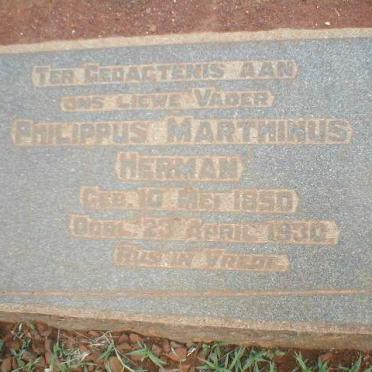 TER GEDAGTENIS AAN
ONS LIEWE VADER
PHILIPPUS MARTHINUS
HERMAN
GEB. 10 MEI 1850
OORL. 23 APRIL 1930.
RUS IN VREDE.